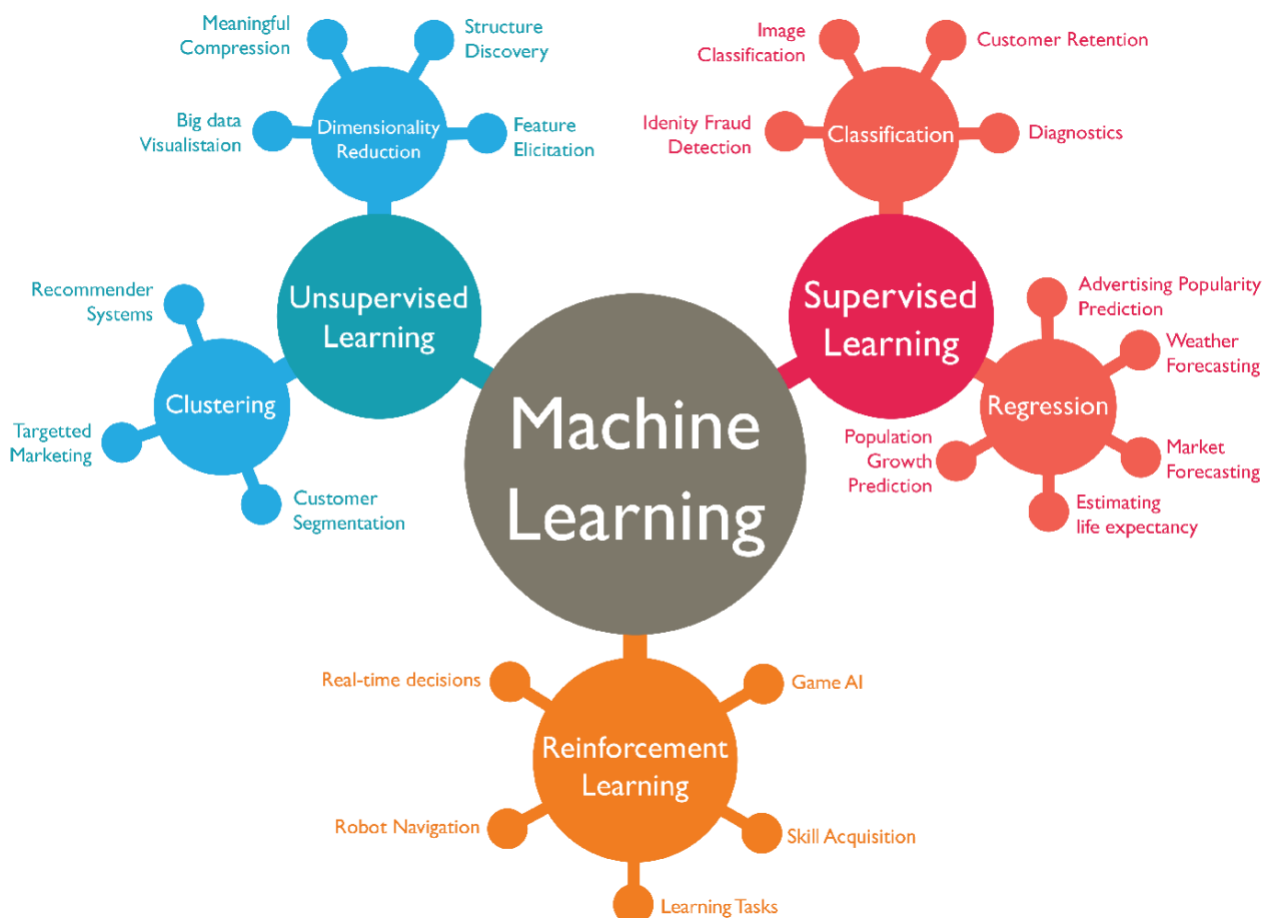 Meaningful
Compression
Structure
Discovery
Big data
Visualistaion
Dimensionality
Reduction
Feature
Elicitation
Image
Classification
Customer Retention
Idenity Fraud
Detection
Classification
Diagnostics
Unsupervised
Learning
Supervised
Learning
Recommender
Systems
Clustering
Targetted
Marketing
Customer
Segmentation
Machine
Learning
Advertising Popularity
Prediction
Weather
Forecasting
Regression
Population
Growth
Prediction
Market
Forecasting
Estimating
life expectancy
Real-time decisions
Game AI
Reinforcement
Learning
Robot Navigation
Skill Acquisition
Learning Tasks